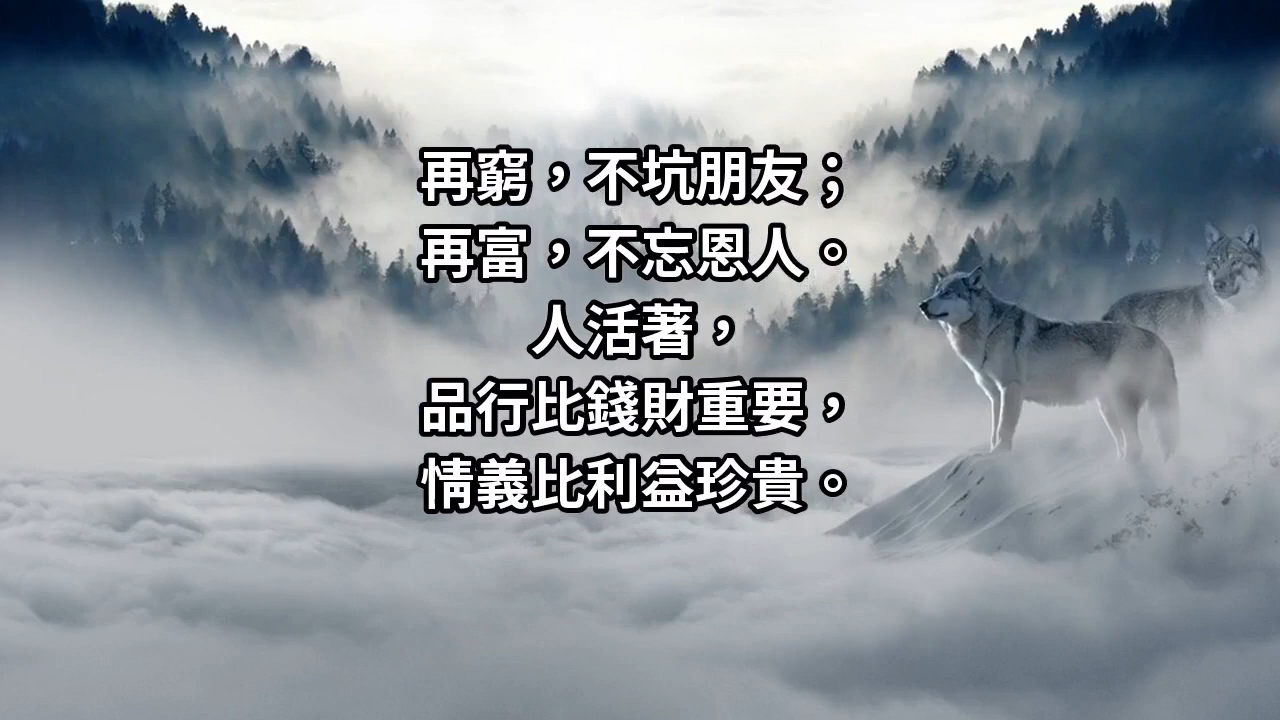 再窮，不坑朋友；
再富，不忘恩人。
人活著，
品行比錢財重要，
情義比利益珍貴。